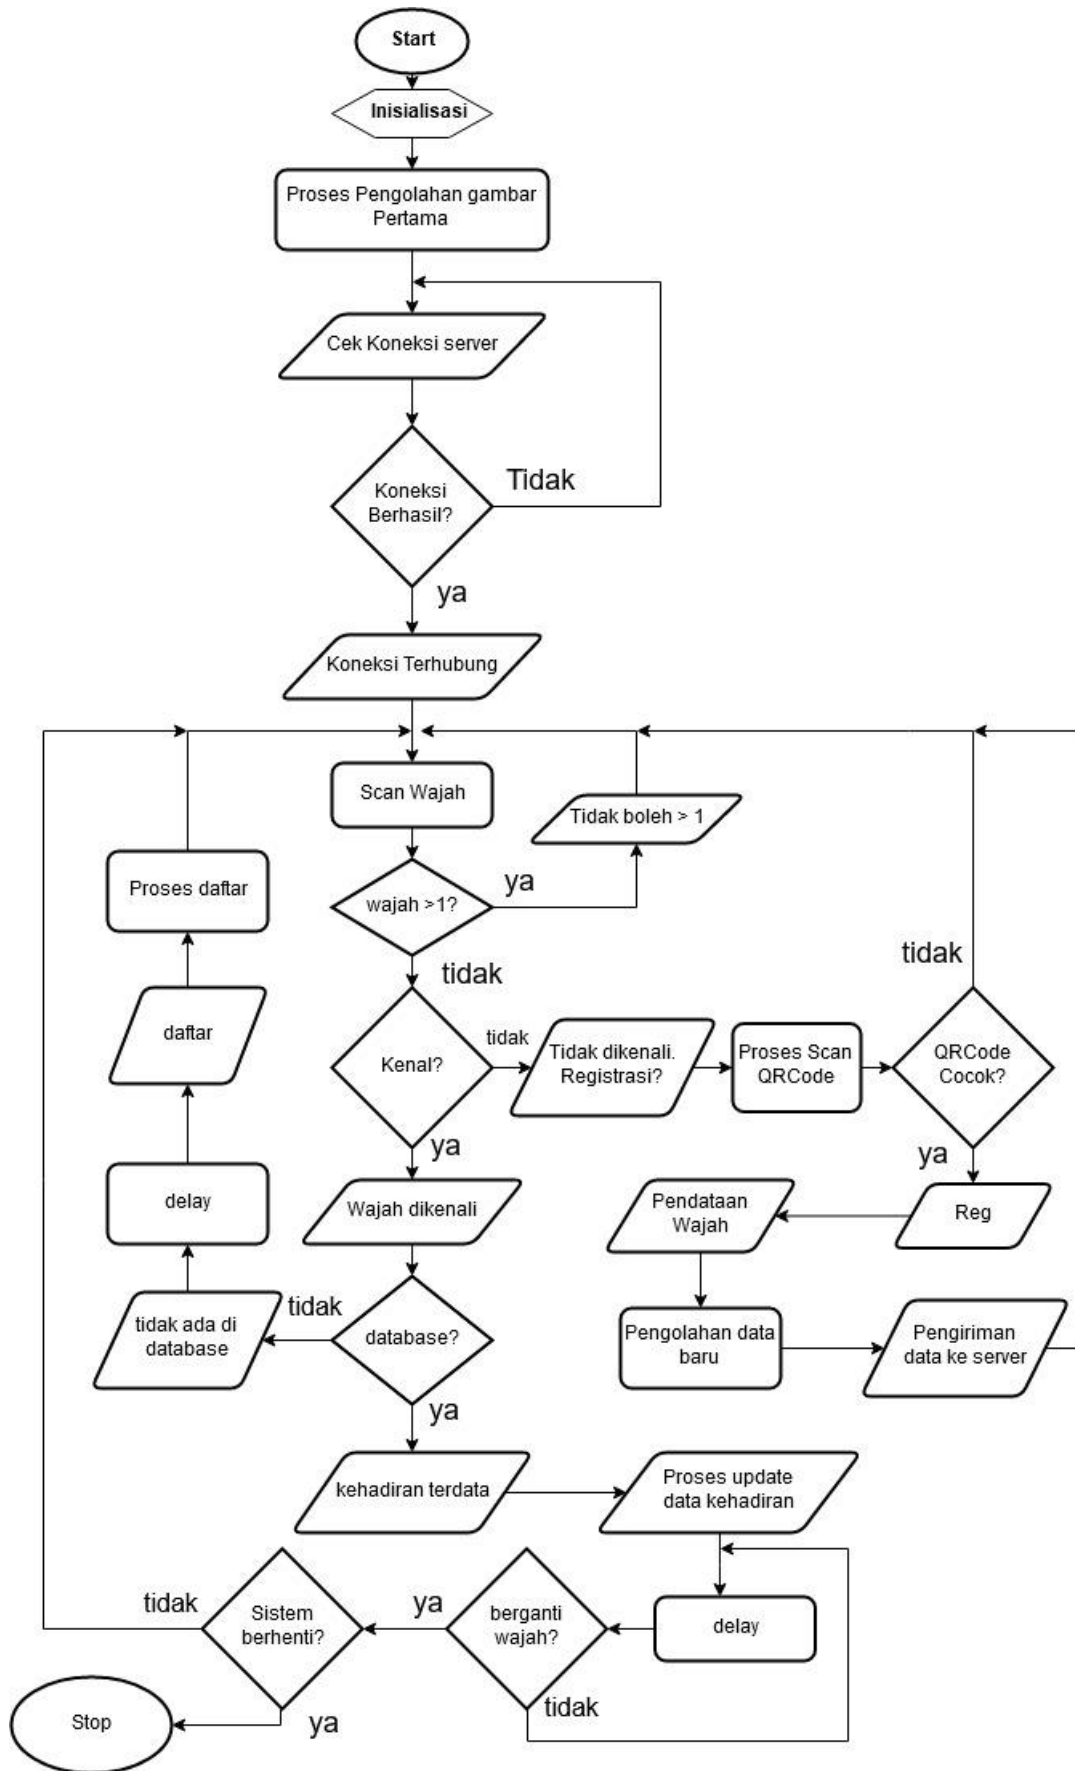 Start
Inisialisasi
Proses Pengolahan gambar
Pertama
Cek Koneksi server
Koneksi
Berhasil?
Tidak
ya
Koneksi Terhubung
Scan Wajah
Tidak boleh > 1
wajah >1?
ya
tidak
Proses daftar
daftar
delay
tidak ada di
database
tidak
Kenal?
tidak
Tidak dikenali.
Registrasi?
Proses Scan
QRCode
QRCode
Cocok?
tidak
ya
ya
Wajah dikenali
Pendataan
Wajah
Reg
database?
Pengolahan data
baru
Pengiriman
data ke server
ya
kehadiran terdata
Proses update
data kehadiran
tidak
Sistem
berhenti?
ya
berganti
wajah?
delay
tidak
Stop
ya